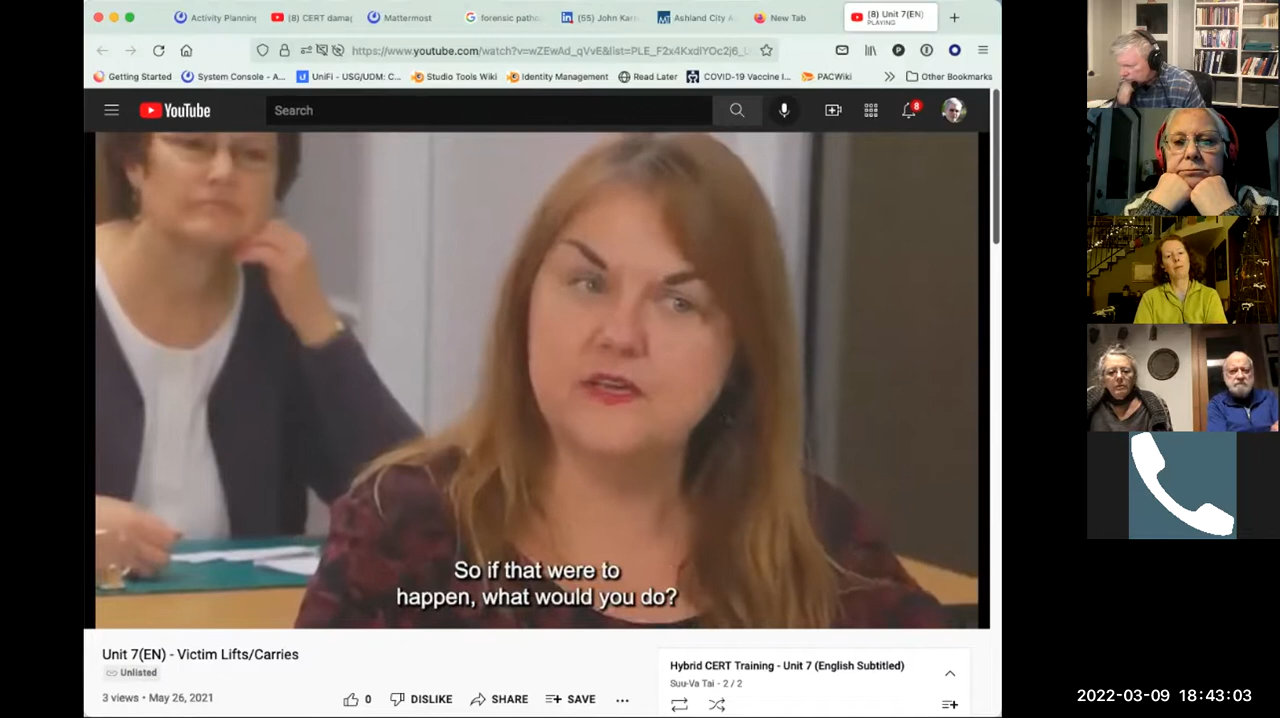 Activity Planning
(8) CERT damag
Mattermost
forensic patho
(55) John Karn
Ashland City A
New Tab
(8) Unit 7(EN)
PLAYING
https://www.youtube.com/watch?v=wZEwAd_qVvE&list=PLE_F2x4KxdiYOc2j6_
Getting Started
System Console - A...
UniFi - USG/UDM: C...
Studio Tools Wiki
Identity Management
Read Later
COVID-19 Vaccine I...
PACWiki
Other Bookmarks
YouTube
Search
8
So if that were to
happen, what would you do?
Unit 7(EN) - Victim Lifts/Carries
Unlisted
3 views • May 26, 2021
0
DISLIKE
SHARE
SAVE
Hybrid CERT Training - Unit 7 (English Subtitled)
Suu-Va Tai - 2 / 2
2022-03-09 18:43:03